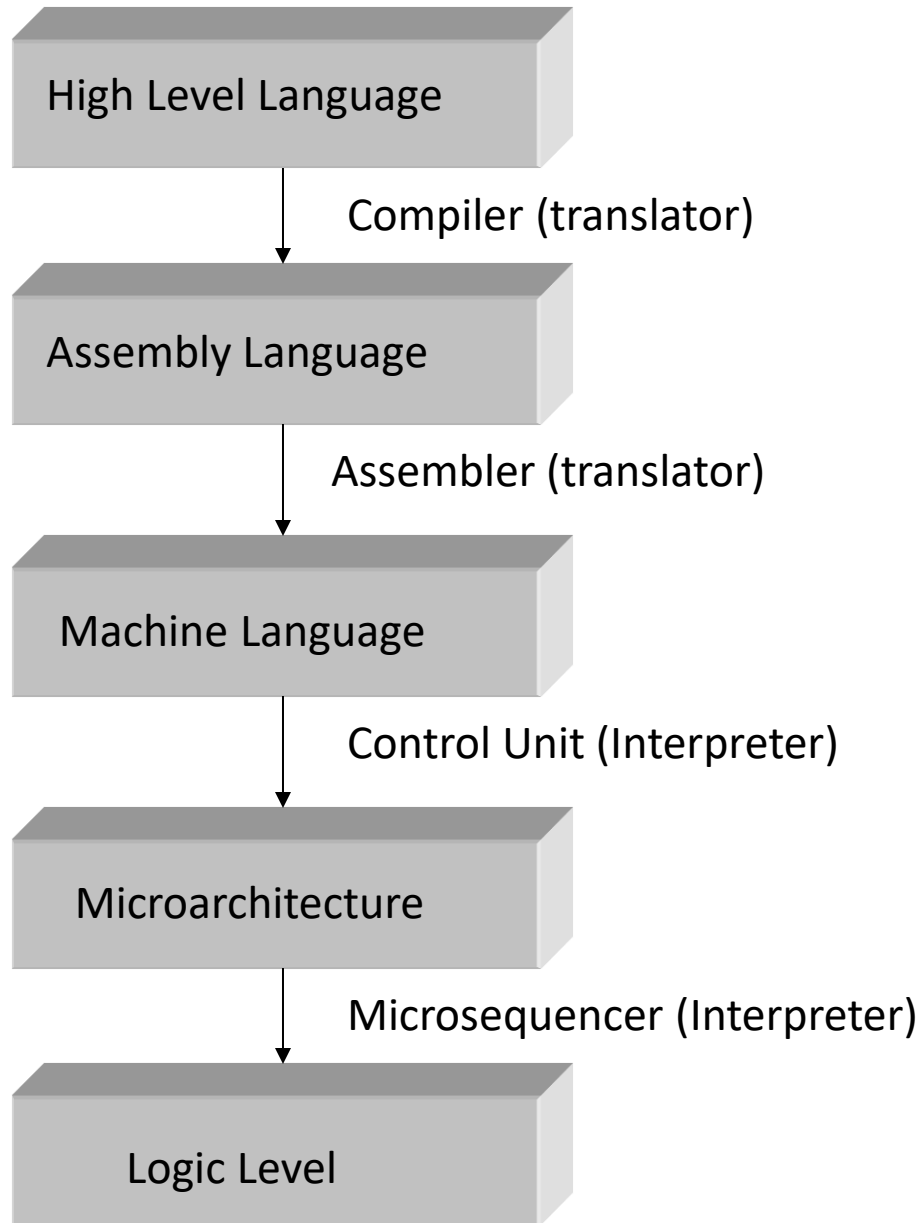 High Level Language
Compiler (translator)
Assembly Language
Assembler (translator)
Machine Language
Control Unit (Interpreter)
Microarchitecture
Microsequencer (Interpreter)
Logic Level